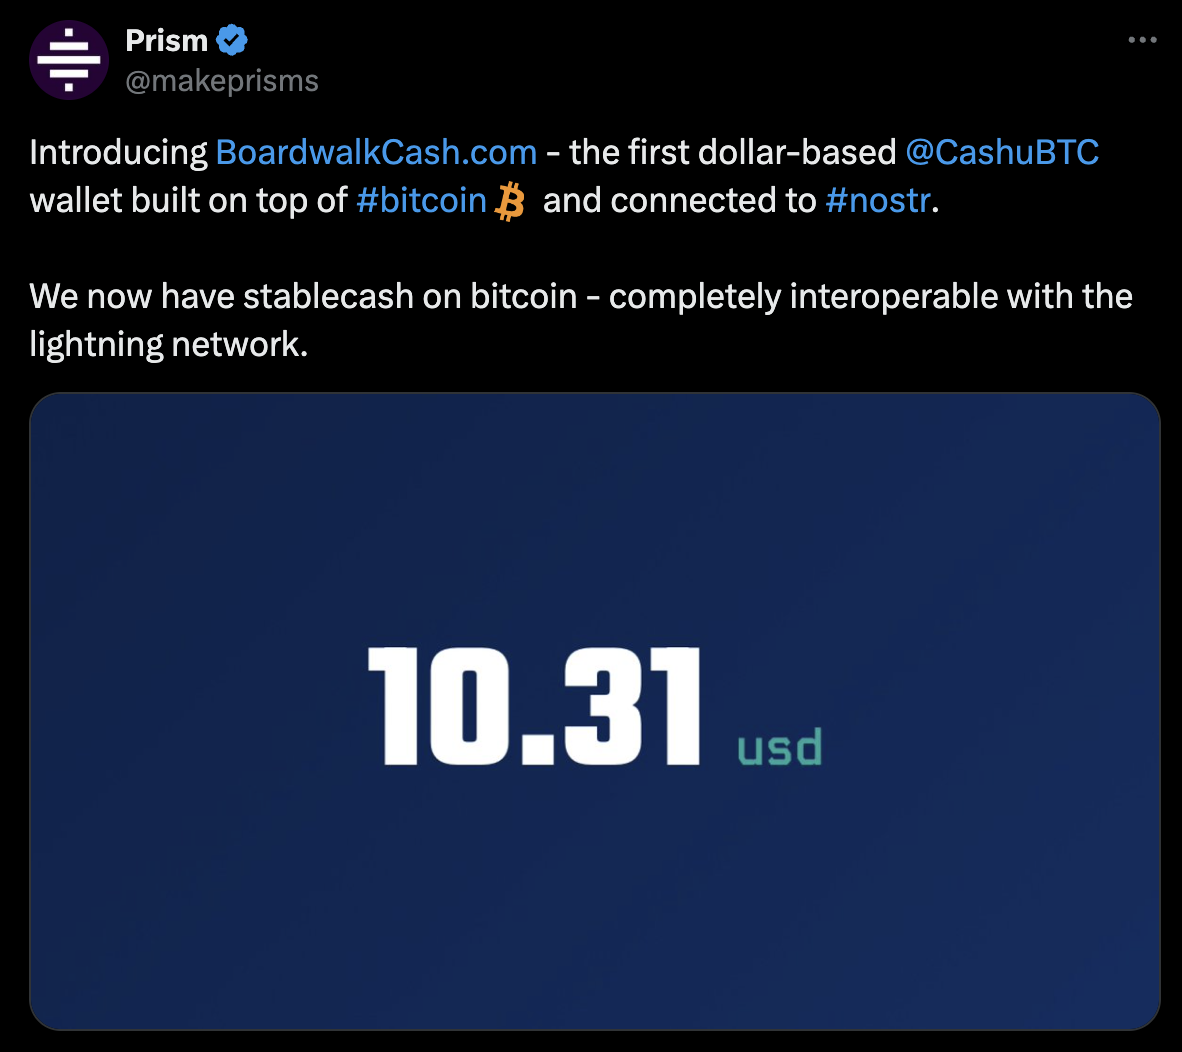 Prism
@makeprisms
Introducing BoardwalkCash.com - the first dollar-based @CashuBTC
wallet built on top of #bitcoin and connected to #nostr.
We now have stablecash on bitcoin - completely interoperable with the
lightning network.
10.31 usd